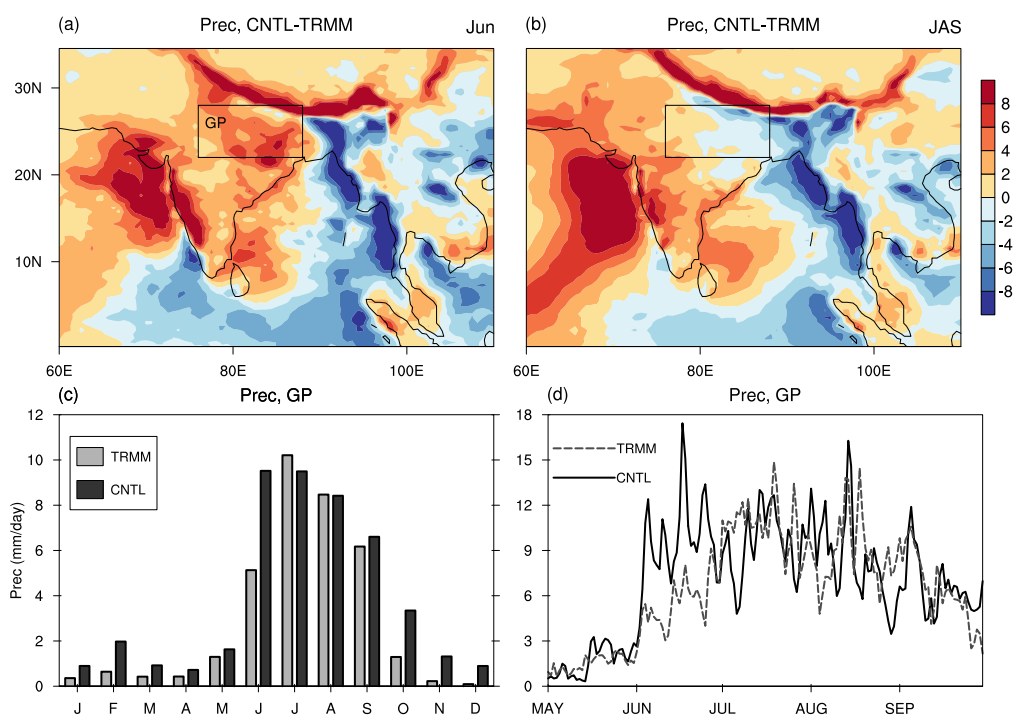 (a) Prec, CNTL-TRMM Jun
(b) Prec, CNTL-TRMM JAS
30N
20N
10N
GP
60E 80E 100E
60E 80E 100E
8
6
4
2
0
-2
-4
-6
-8
(c) Prec, GP
Prec (mm/day)
12
10
8
6
4
2
0
TRMM
CNTL
J F M A M J J A S O N D
(d) Prec, GP
18
15
12
9
6
3
0
TRMM
CNTL
MAY JUN JUL AUG SEP